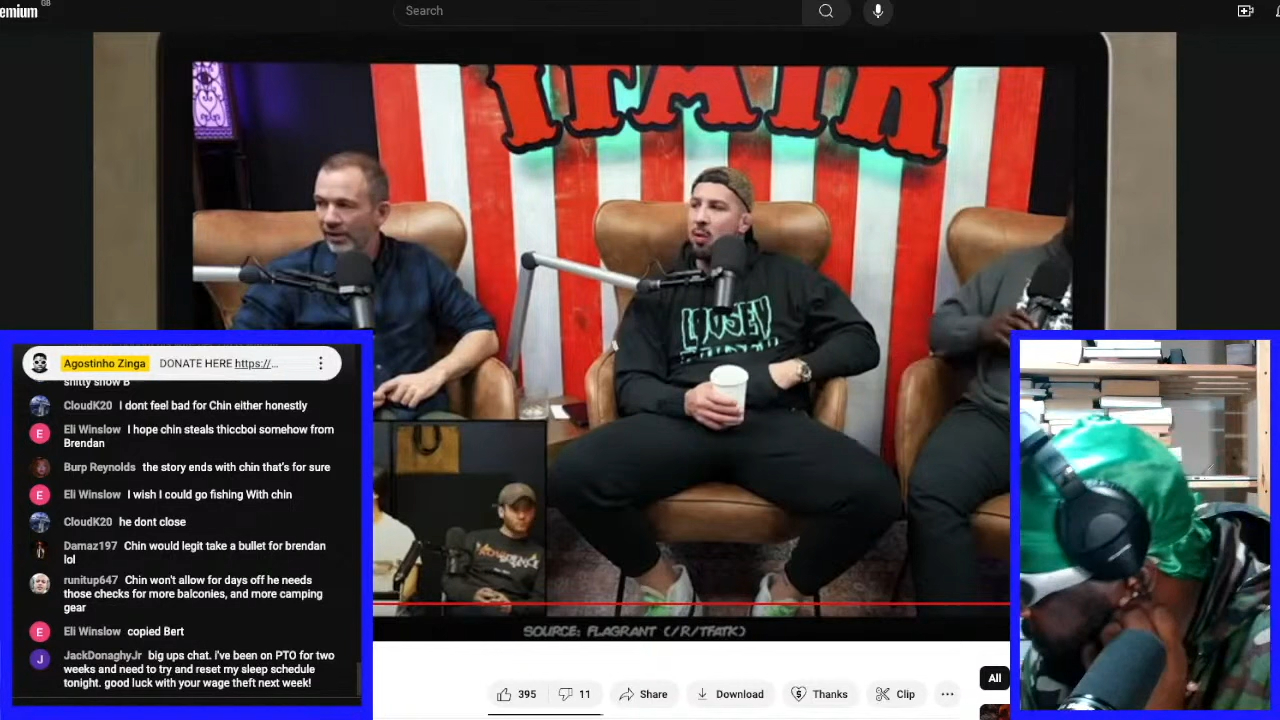 emium GB
Search
TFATK
LOOSEY
SOURCE: FLAGRANT (/R/TFATK)
395
11
Share
Download
Thanks
Clip
All
Agostinho Zinga DONATE HERE https://...
shitty show B
CloudK20 I dont feel bad for Chin either honestly
Eli Winslow I hope chin steals thiccboi somehow from
Brendan
Burp Reynolds the story ends with chin that's for sure
Eli Winslow I wish I could go fishing With chin
CloudK20 he dont close
Damaz197 Chin would legit take a bullet for brendan
lol
runitup647 Chin won't allow for days off he needs
those checks for more balconies, and more camping
gear
Eli Winslow copied Bert
JackDonaghyJr big ups chat. i've been on PTO for two
weeks and need to try and reset my sleep schedule
tonight. good luck with your wage theft next week!